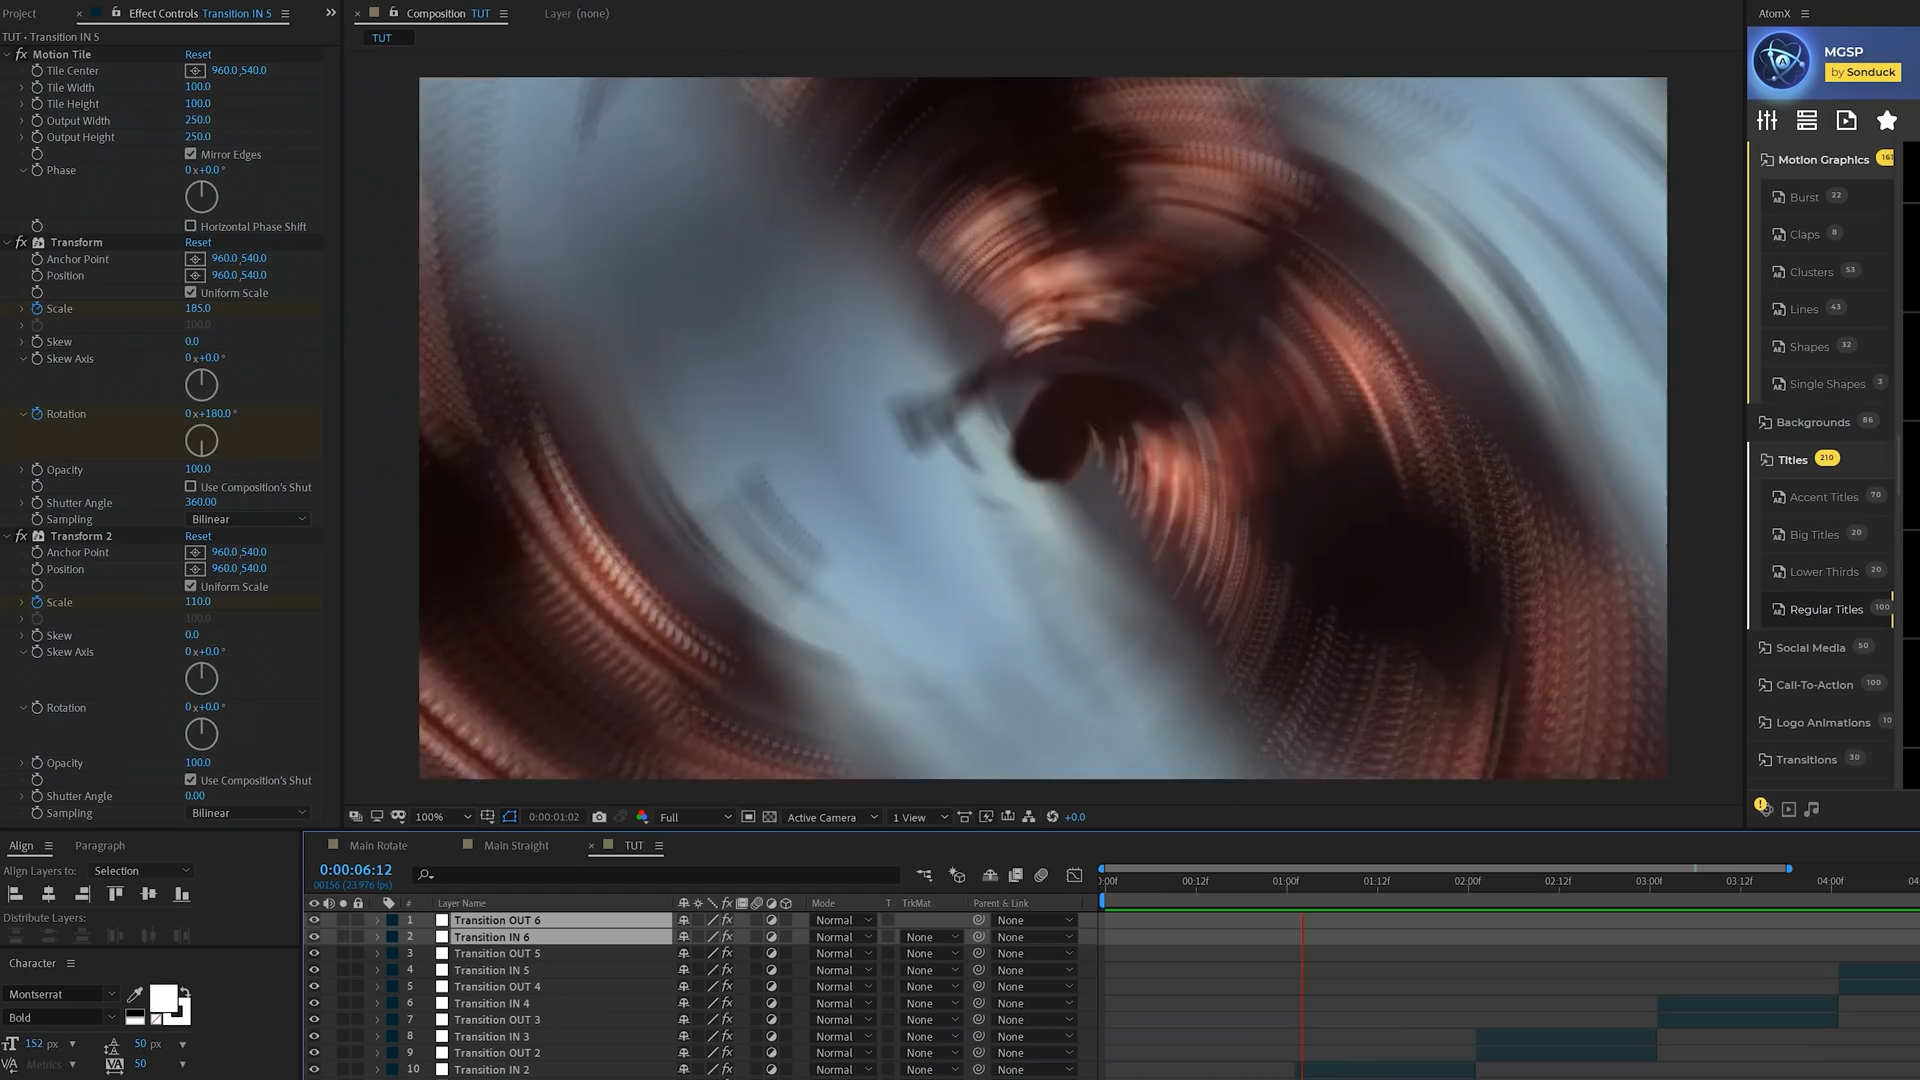 Project
Effect Controls Transition IN 5
TUT • Transition IN 5
fx Motion Tile Reset
Tile Center 960.0,540.0
Tile Width 100.0
Tile Height 100.0
Output Width 250.0
Output Height 250.0
Mirror Edges
Phase 0x+0.0°
Horizontal Phase Shift
fx Transform Reset
Anchor Point 960.0,540.0
Position 960.0,540.0
Uniform Scale
Scale 185.0
100.0
Skew 0.0
Skew Axis 0x+0.0°
Rotation 0x+180.0°
Opacity 100.0
Use Composition's Shut
Shutter Angle 360.00
Sampling Bilinear
fx Transform 2 Reset
Anchor Point 960.0,540.0
Position 960.0,540.0
Uniform Scale
Scale 110.0
100.0
Skew 0.0
Skew Axis 0x+0.0°
Rotation 0x+0.0°
Opacity 100.0
Use Composition's Shut
Shutter Angle 0.00
Sampling Bilinear
Composition TUT
Layer (none)
TUT
100%
0:00:01:02
Full
Active Camera
1 View
+0.0
AtomX
MGSP
by Sonduck
Motion Graphics 161
Burst 22
Claps 8
Clusters 53
Lines 43
Shapes 32
Single Shapes 3
Backgrounds 86
Titles 210
Accent Titles 70
Big Titles 20
Lower Thirds 20
Regular Titles 100
Social Media 50
Call-To-Action 100
Logo Animations 10
Transitions 30
Align
Paragraph
Align Layers to: Selection
Distribute Layers:
Character
Montserrat
Bold
152 px
50 px
Metrics
50
Main Rotate
Main Straight
TUT
0:00:06:12
00156 (23.976 fps)
# Layer Name Mode T TrkMat Parent & Link
1 Transition OUT 6 fx Normal None
2 Transition IN 6 fx Normal None None
3 Transition OUT 5 fx Normal None None
4 Transition IN 5 fx Normal None None
5 Transition OUT 4 fx Normal None None
6 Transition IN 4 fx Normal None None
7 Transition OUT 3 fx Normal None None
8 Transition IN 3 fx Normal None None
9 Transition OUT 2 fx Normal None None
10 Transition IN 2 fx Normal None None
:00f 00:12f 01:00f 01:12f 02:00f 02:12f 03:00f 03:12f 04:00f 04